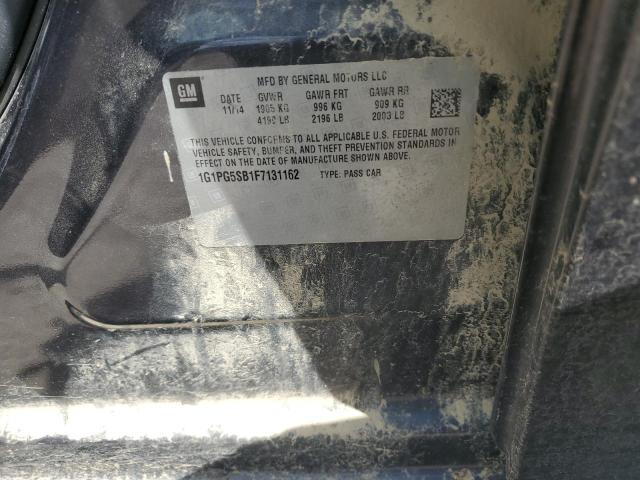 GM
MFD BY GENERAL MOTORS LLC
DATE GVWR GAWR FRT GAWR RR
11/14 1905 KG 996 KG 909 KG
4199 LB 2196 LB 2003 LB
THIS VEHICLE CONFORMS TO ALL APPLICABLE U.S. FEDERAL MOTOR
VEHICLE SAFETY, BUMPER, AND THEFT PREVENTION STANDARDS IN
EFFECT ON THE DATE OF MANUFACTURE SHOWN ABOVE.
1G1PG5SB1F7131162 TYPE: PASS CAR